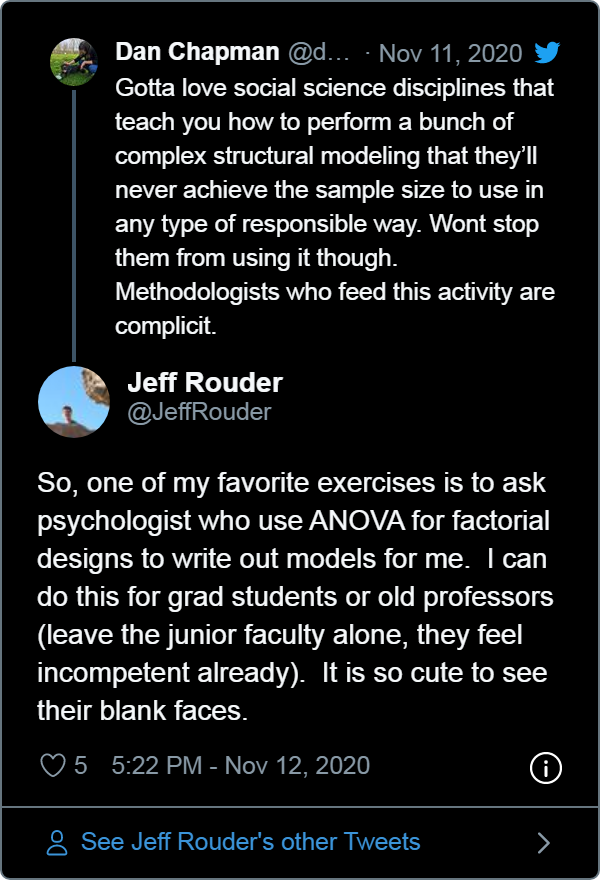 Dan Chapman @d... · Nov 11, 2020
Gotta love social science disciplines that
teach you how to perform a bunch of
complex structural modeling that they’ll
never achieve the sample size to use in
any type of responsible way. Wont stop
them from using it though.
Methodologists who feed this activity are
complicit.
Jeff Rouder
@JeffRouder
So, one of my favorite exercises is to ask
psychologist who use ANOVA for factorial
designs to write out models for me.  I can
do this for grad students or old professors
(leave the junior faculty alone, they feel
incompetent already).  It is so cute to see
their blank faces.
5 5:22 PM - Nov 12, 2020
See Jeff Rouder's other Tweets